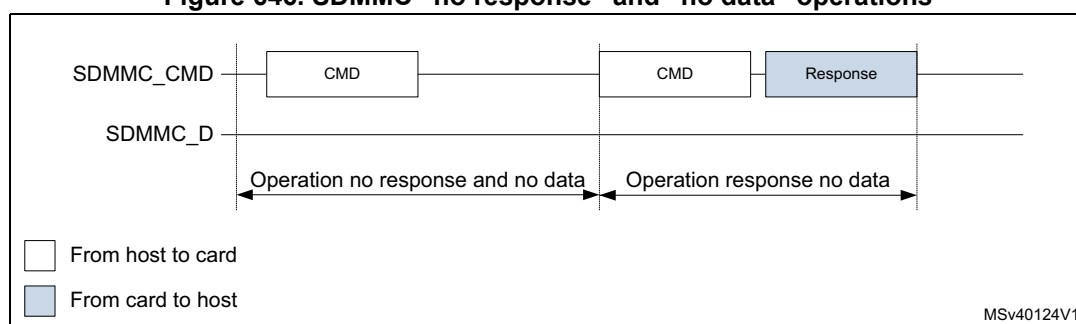 Figure 646. SDMMC “no response” and “no data” operations
SDMMC_CMD
CMD
CMD
Response
SDMMC_D
Operation no response and no data
Operation response no data
From host to card
From card to host
MSv40124V1